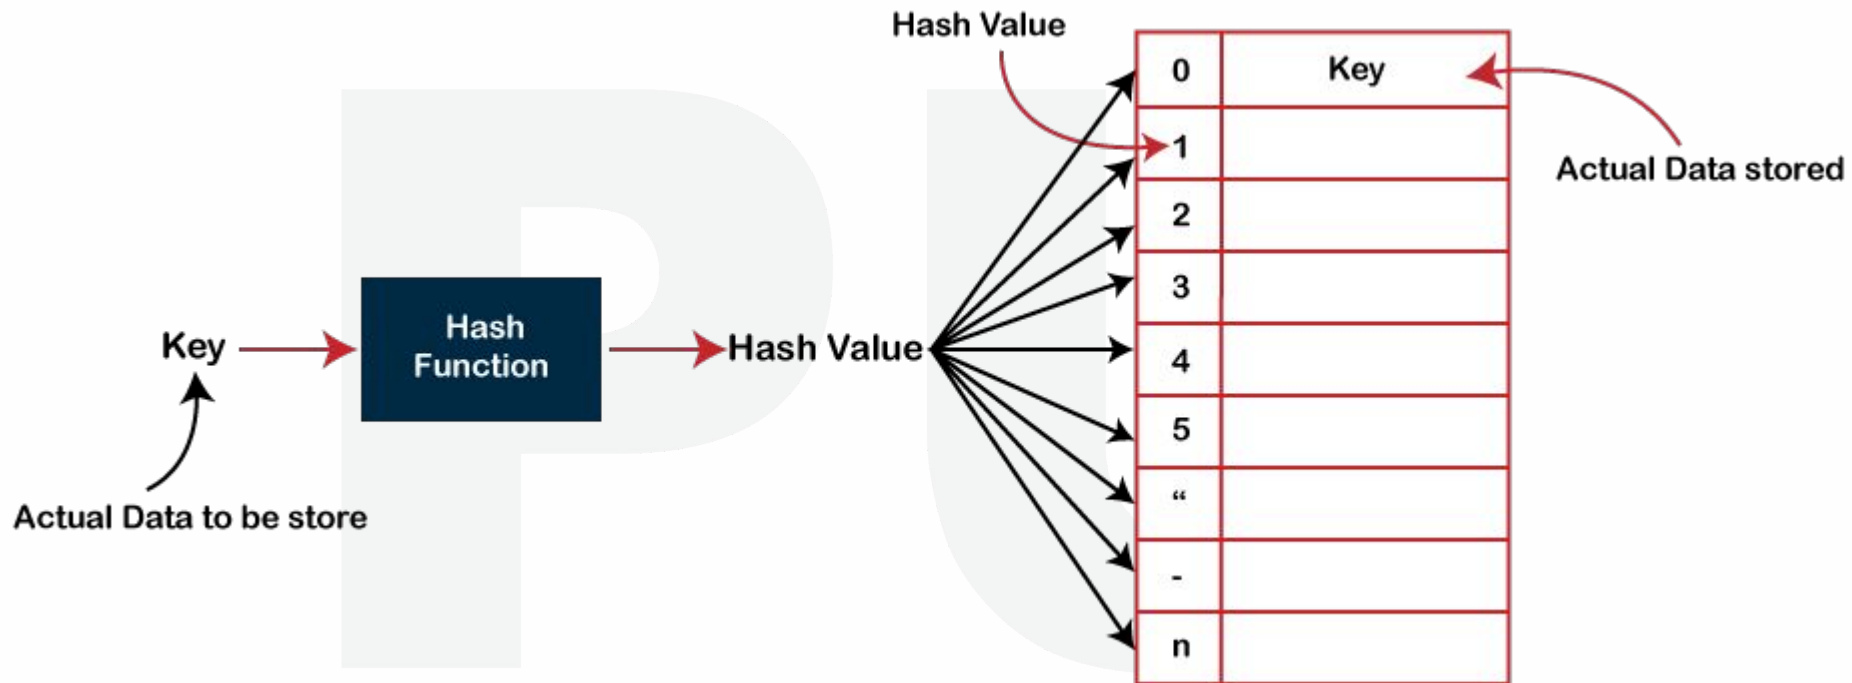 Hash Value
0
Key
1
Actual Data stored
2
3
Key
Hash
Function
Hash Value
4
5
“
Actual Data to be store
-
n
PU